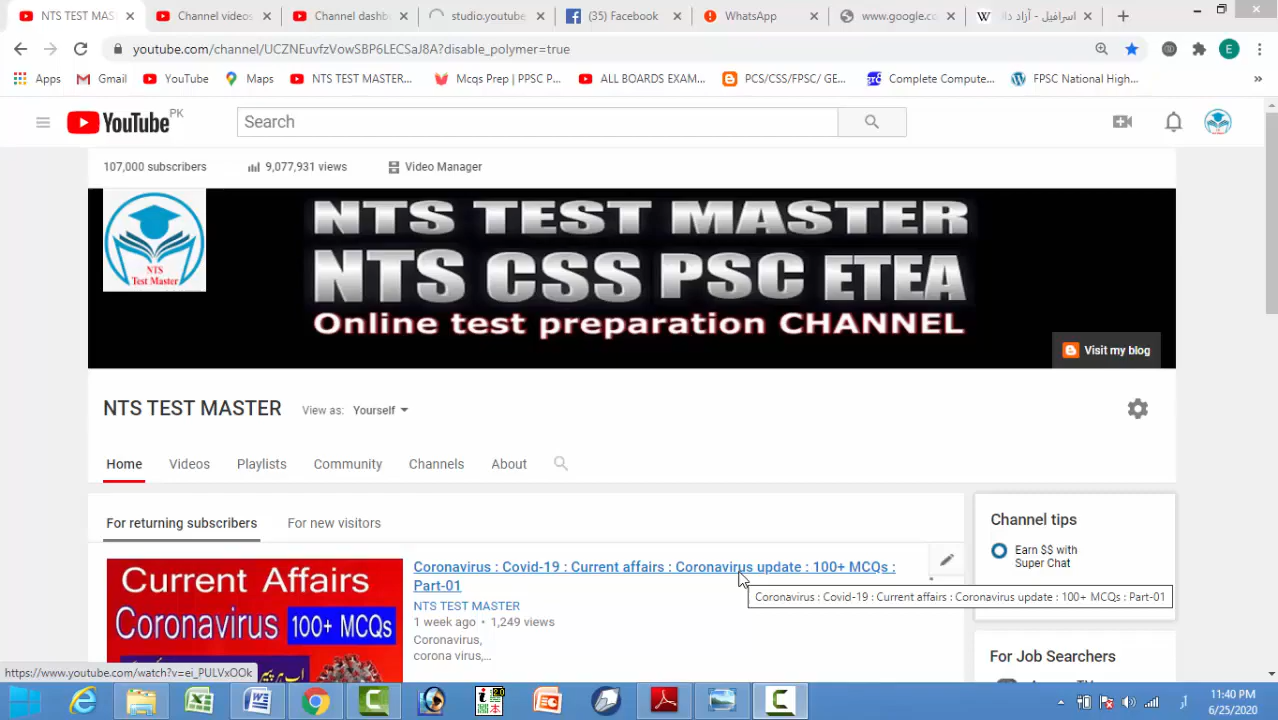 NTS TEST MAS
Channel videos
Channel dashb
studio.youtube
(35) Facebook
WhatsApp
www.google.co
اسرافیل - آزاد دا
youtube.com/channel/UCZNEuvfzVowSBP6LECSaJ8A?disable_polymer=true
E
Apps
Gmail
YouTube
Maps
NTS TEST MASTER...
Mcqs Prep | PPSC P...
ALL BOARDS EXAM...
PCS/CSS/FPSC/ GE...
Complete Compute...
FPSC National High...
»
YouTube PK
Search
107,000 subscribers
9,077,931 views
Video Manager
NTS TEST MASTER
NTS CSS PSC ETEA
Online test preparation CHANNEL
NTS
Test Master
Visit my blog
NTS TEST MASTER
View as: Yourself
Home
Videos
Playlists
Community
Channels
About
For returning subscribers
For new visitors
Channel tips
Earn $$ with
Super Chat
Current Affairs
Coronavirus 100+ MCQs
Coronavirus : Covid-19 : Current affairs : Coronavirus update : 100+ MCQs :
Part-01
Coronavirus : Covid-19 : Current affairs : Coronavirus update : 100+ MCQs : Part-01
NTS TEST MASTER
1 week ago • 1,249 views
Coronavirus,
corona virus,...
For Job Searchers
https://www.youtube.com/watch?v=ei_PULVxOOk
11:40 PM
6/25/2020